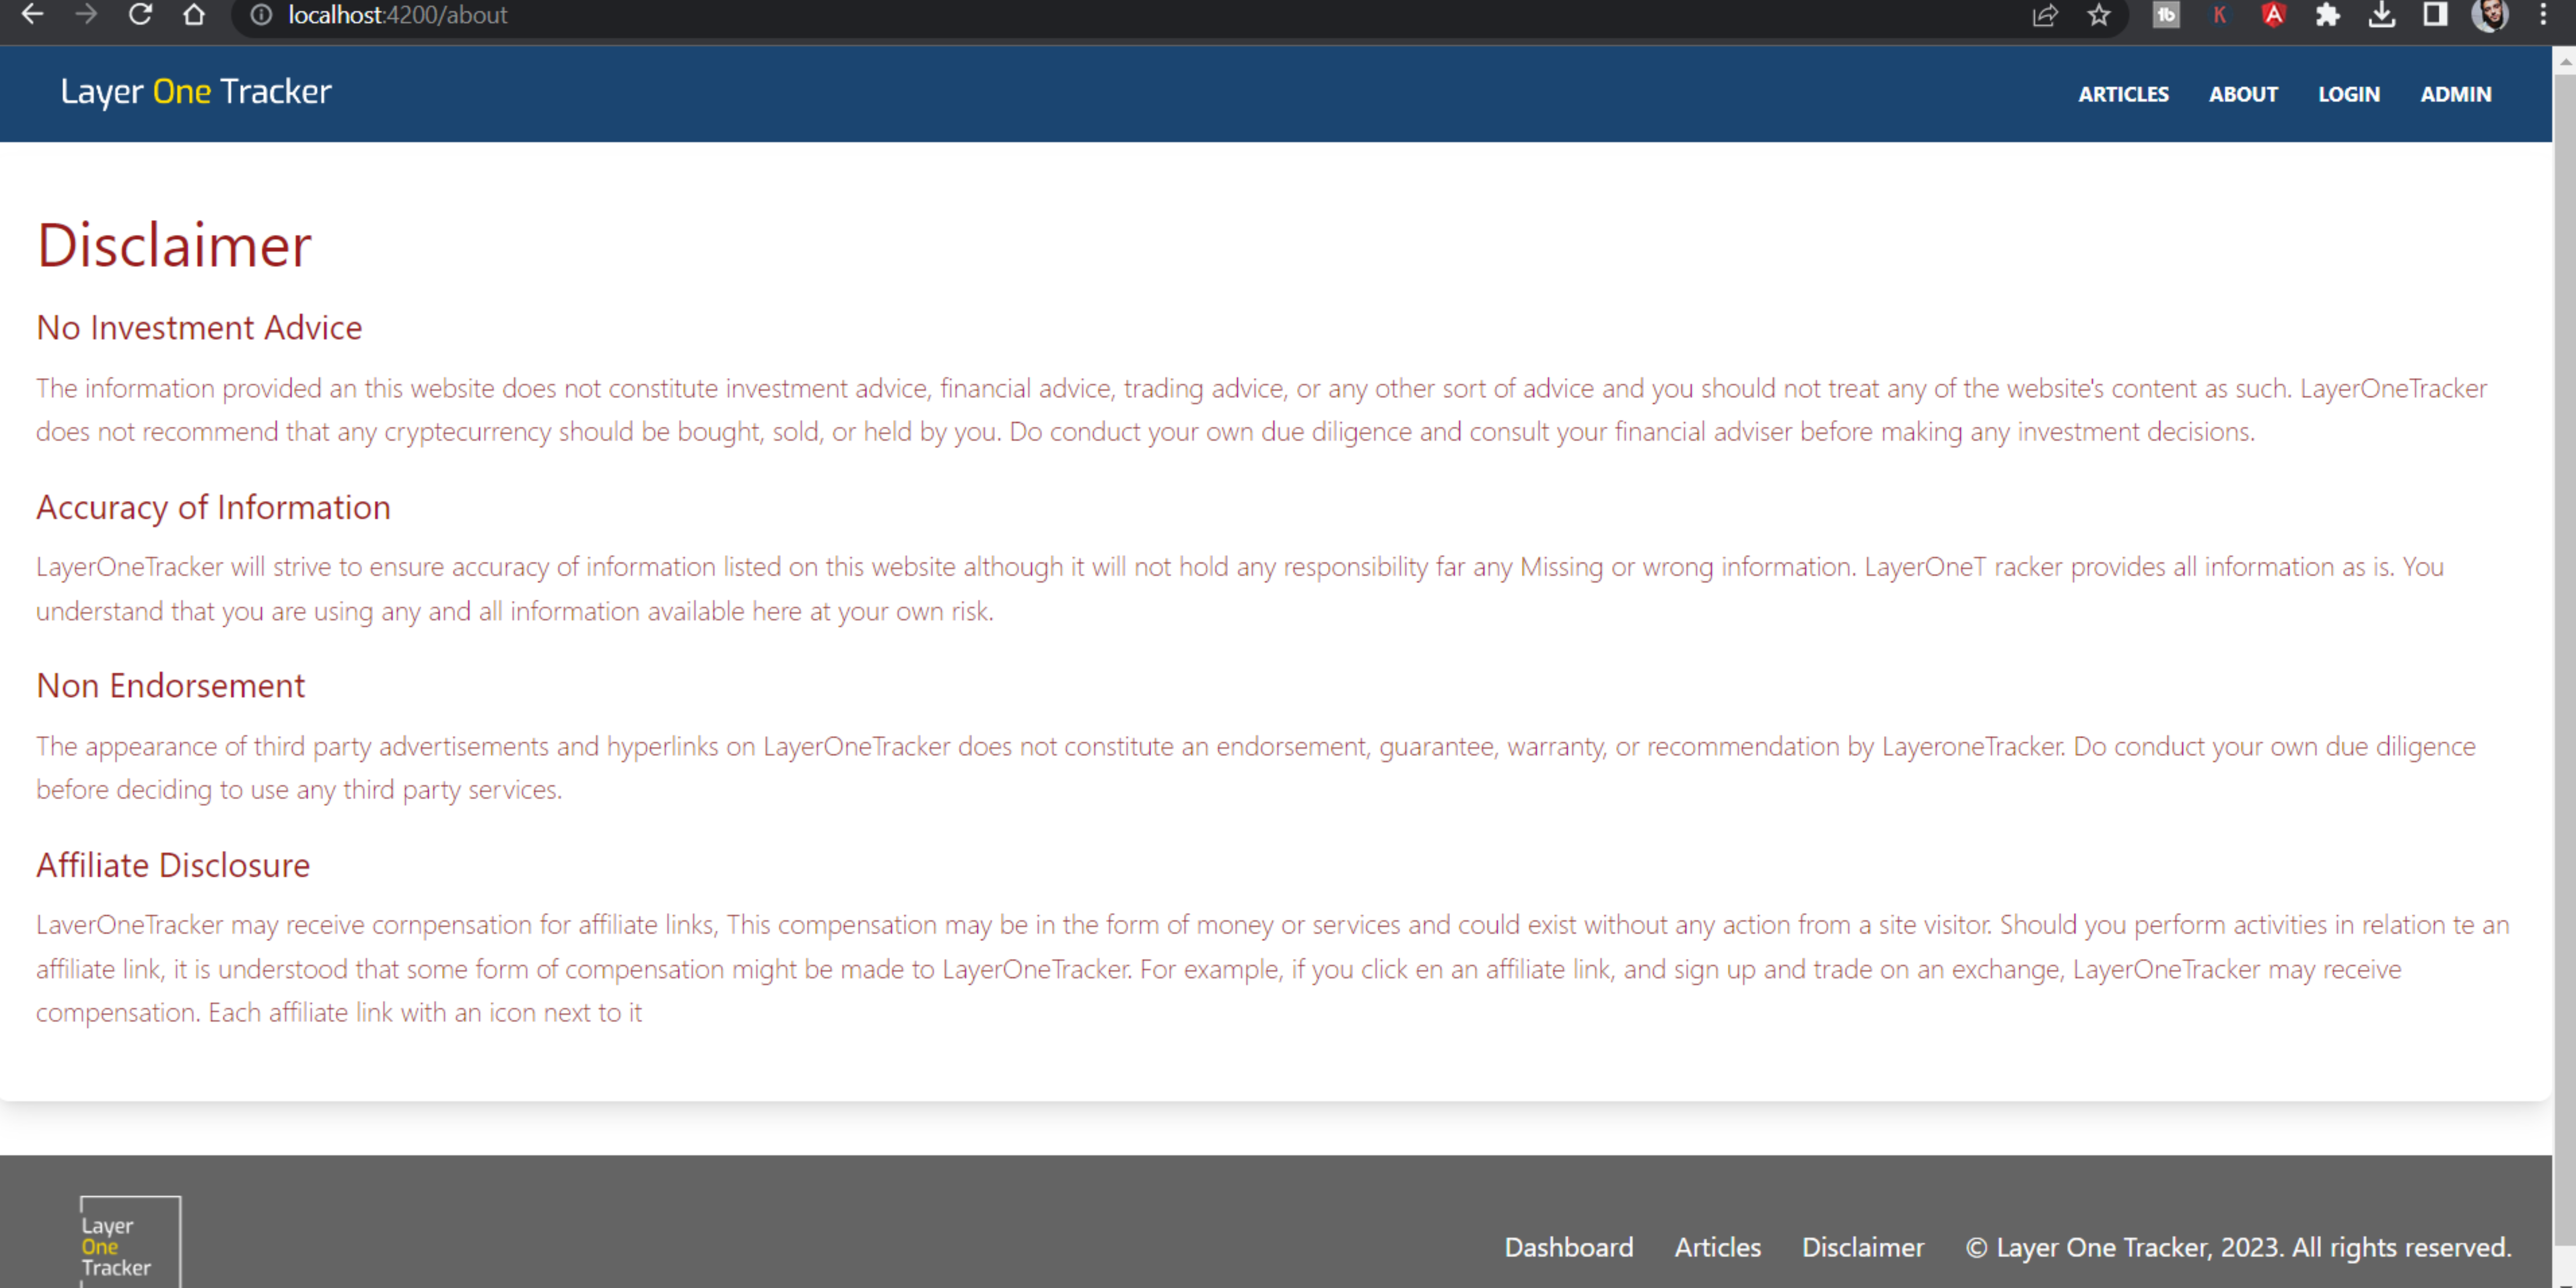 localhost:4200/about
Layer One Tracker
ARTICLES ABOUT LOGIN ADMIN
Disclaimer
No Investment Advice
The information provided an this website does not constitute investment advice, financial advice, trading advice, or any other sort of advice and you should not treat any of the website's content as such. LayerOneTracker
does not recommend that any cryptecurrency should be bought, sold, or held by you. Do conduct your own due diligence and consult your financial adviser before making any investment decisions.
Accuracy of Information
LayerOneTracker will strive to ensure accuracy of information listed on this website although it will not hold any responsibility far any Missing or wrong information. LayerOneT racker provides all information as is. You
understand that you are using any and all information available here at your own risk.
Non Endorsement
The appearance of third party advertisements and hyperlinks on LayerOneTracker does not constitute an endorsement, guarantee, warranty, or recommendation by LayeroneTracker. Do conduct your own due diligence
before deciding to use any third party services.
Affiliate Disclosure
LaverOneTracker may receive cornpensation for affiliate links, This compensation may be in the form of money or services and could exist without any action from a site visitor. Should you perform activities in relation te an
affiliate link, it is understood that some form of compensation might be made to LayerOneTracker. For example, if you click en an affiliate link, and sign up and trade on an exchange, LayerOneTracker may receive
compensation. Each affiliate link with an icon next to it
Layer
One
Tracker
Dashboard Articles Disclaimer © Layer One Tracker, 2023. All rights reserved.